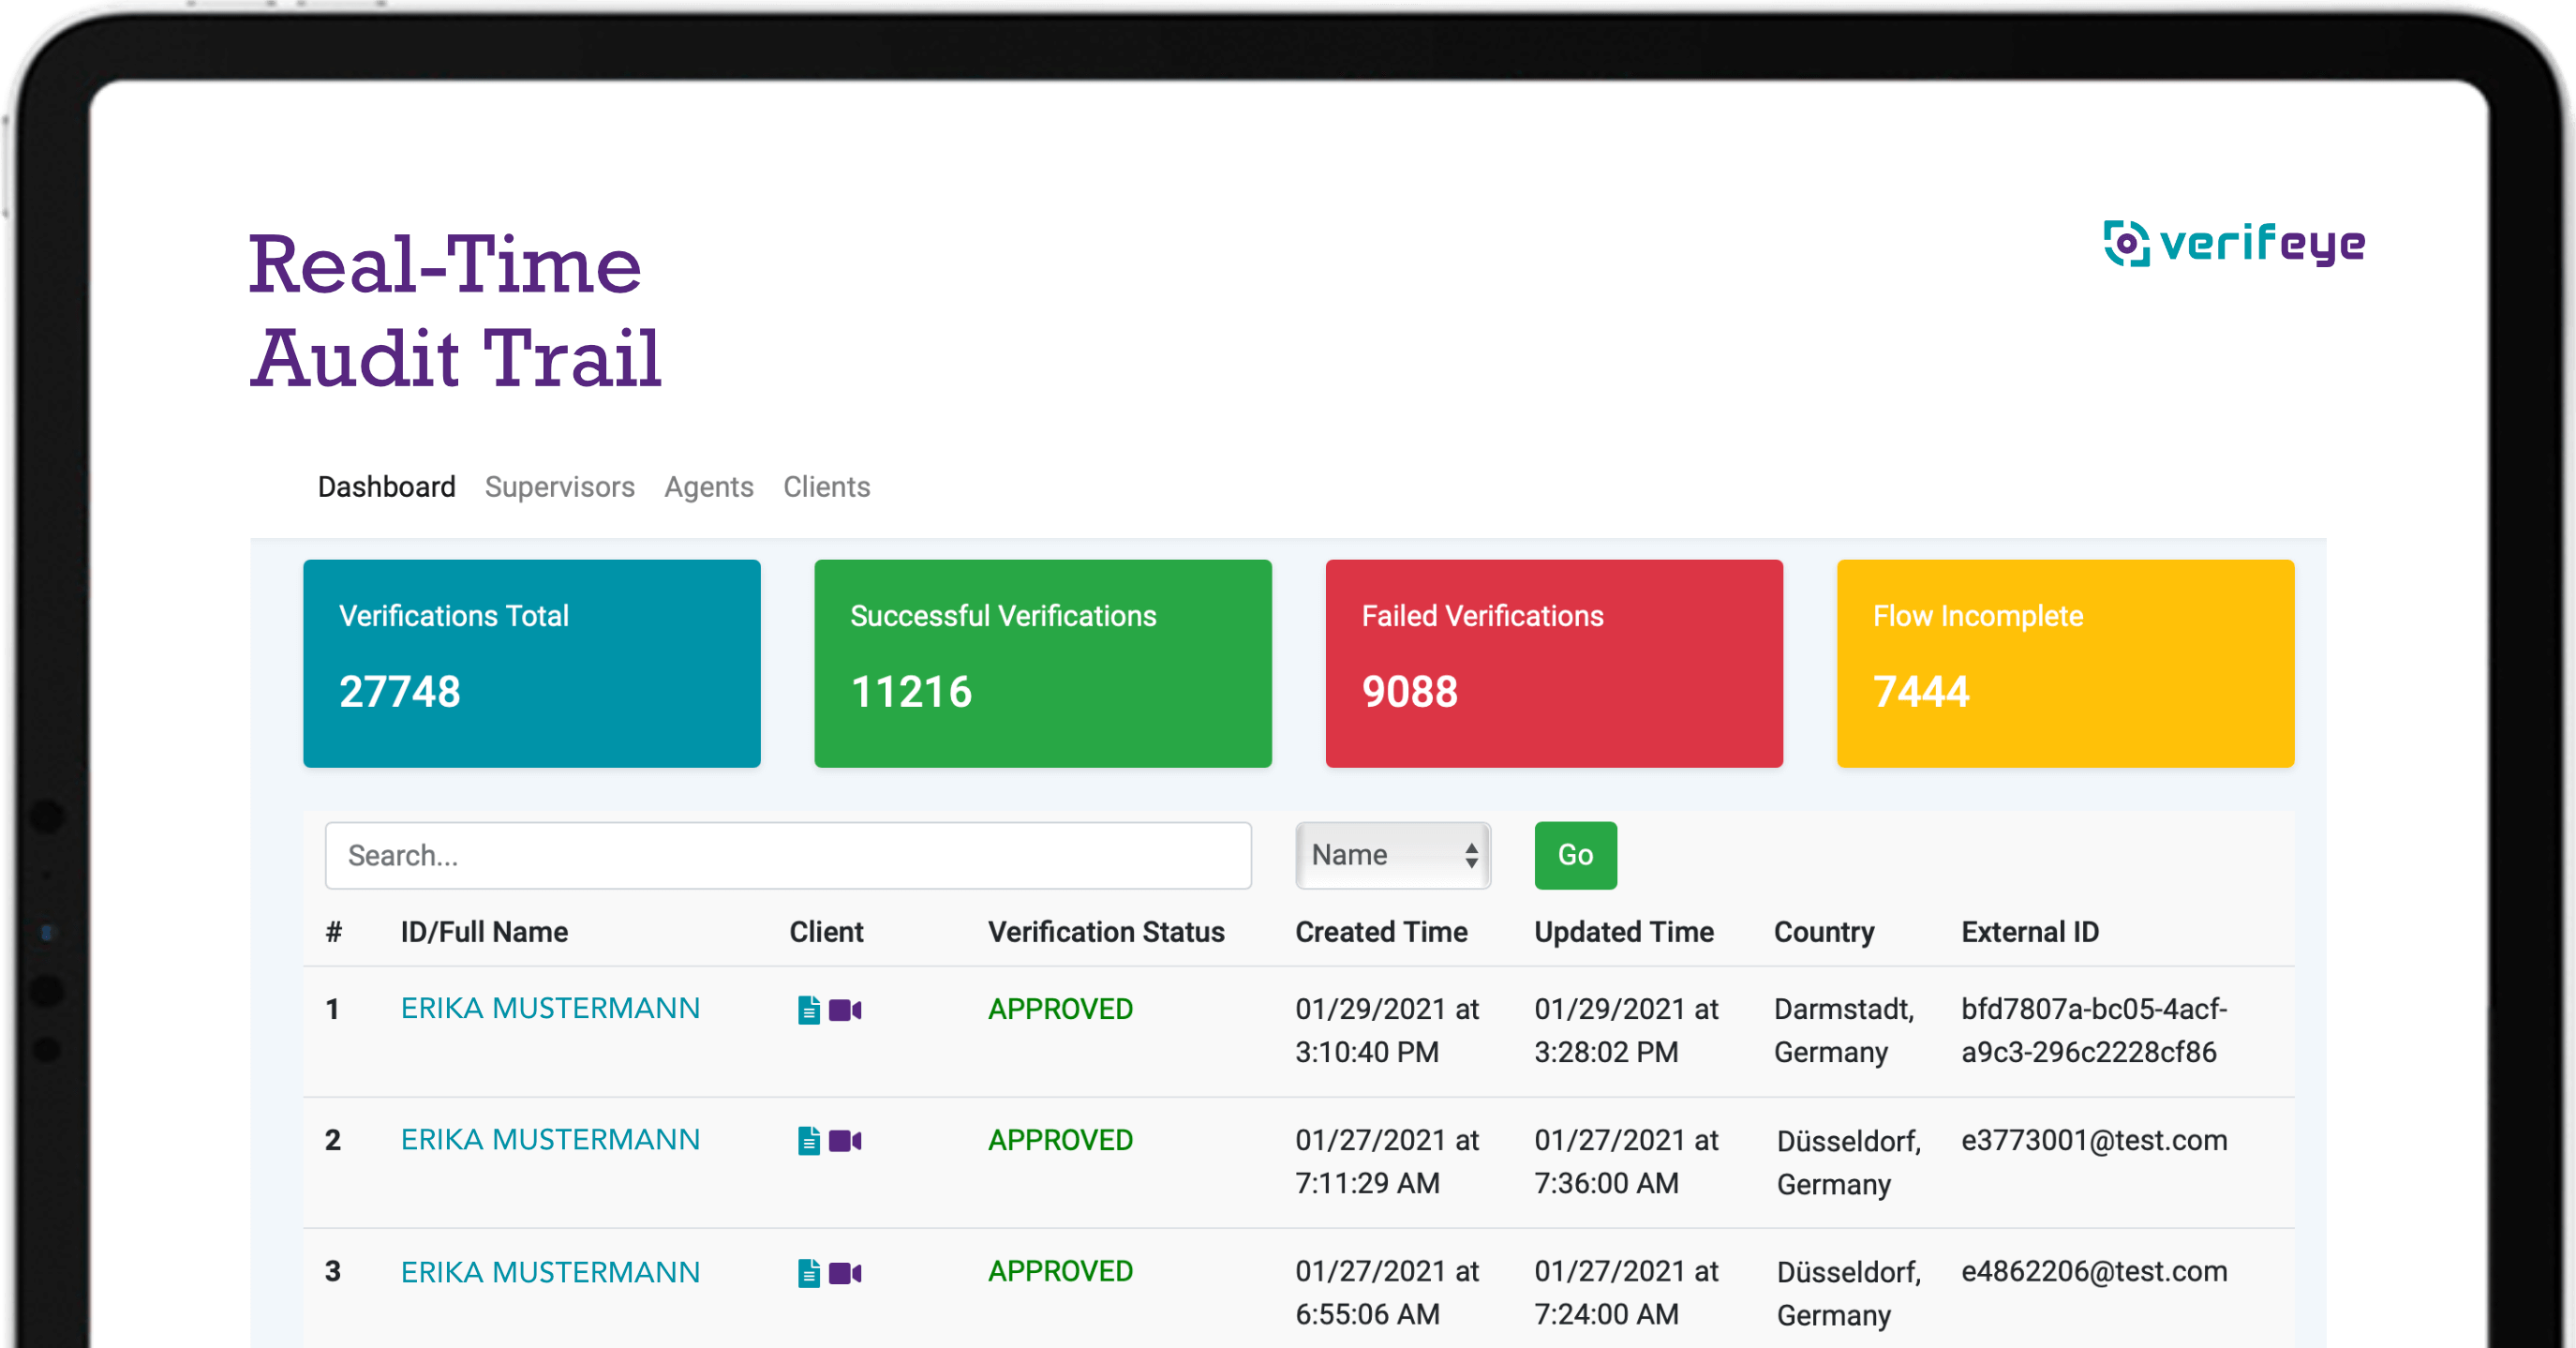 Real-Time
Audit Trail
verifeye
Dashboard Supervisors Agents Clients
Verifications Total Successful Verifications Failed Verifications Flow Incomplete
27748 11216 9088 7444
Search... Name Go
# ID/Full Name Client Verification Status Created Time Updated Time Country External ID
1 ERIKA MUSTERMANN APPROVED 01/29/2021 at 01/29/2021 at Darmstadt, bfd7807a-bc05-4acf-
3:10:40 PM 3:28:02 PM Germany a9c3-296c2228cf86
2 ERIKA MUSTERMANN APPROVED 01/27/2021 at 01/27/2021 at Düsseldorf, e3773001@test.com
7:11:29 AM 7:36:00 AM Germany
3 ERIKA MUSTERMANN APPROVED 01/27/2021 at 01/27/2021 at Düsseldorf, e4862206@test.com
6:55:06 AM 7:24:00 AM Germany